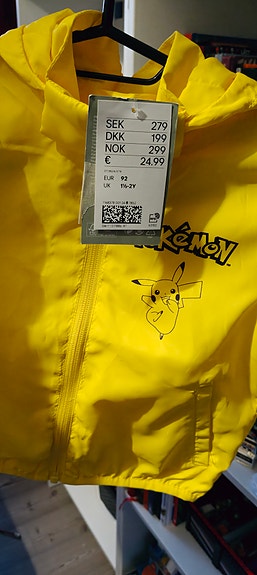 SEK 279
DKK 199
NOK 299
€ 24.99
EUR 92
UK 1½-2Y
POKéMON